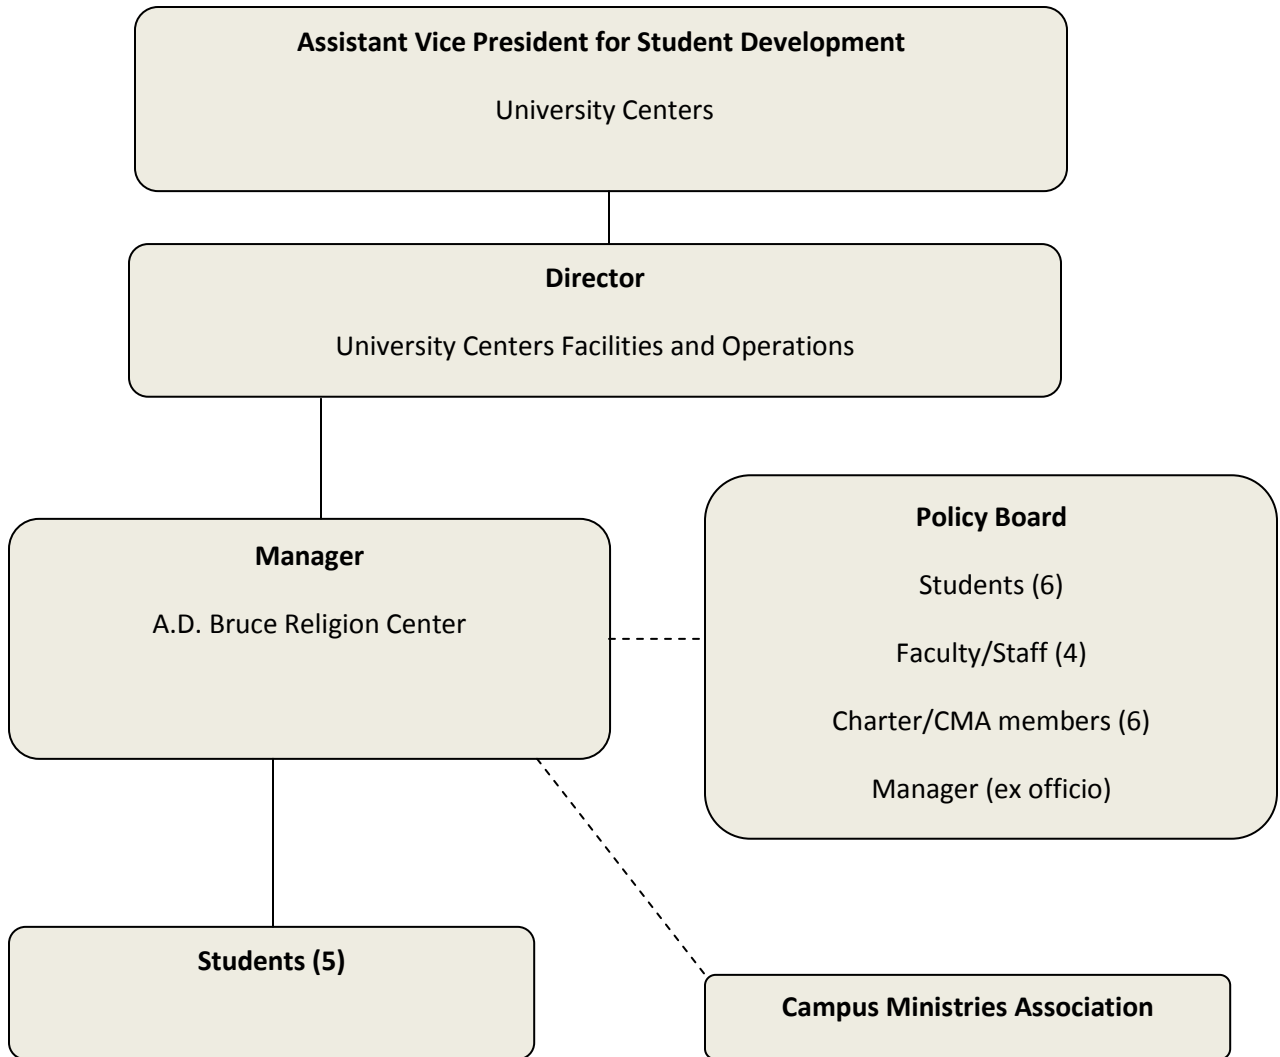 Assistant Vice President for Student Development
University Centers
Director
University Centers Facilities and Operations
Manager
A.D. Bruce Religion Center
Policy Board
Students (6)
Faculty/Staff (4)
Charter/CMA members (6)
Manager (ex officio)
Students (5)
Campus Ministries Association